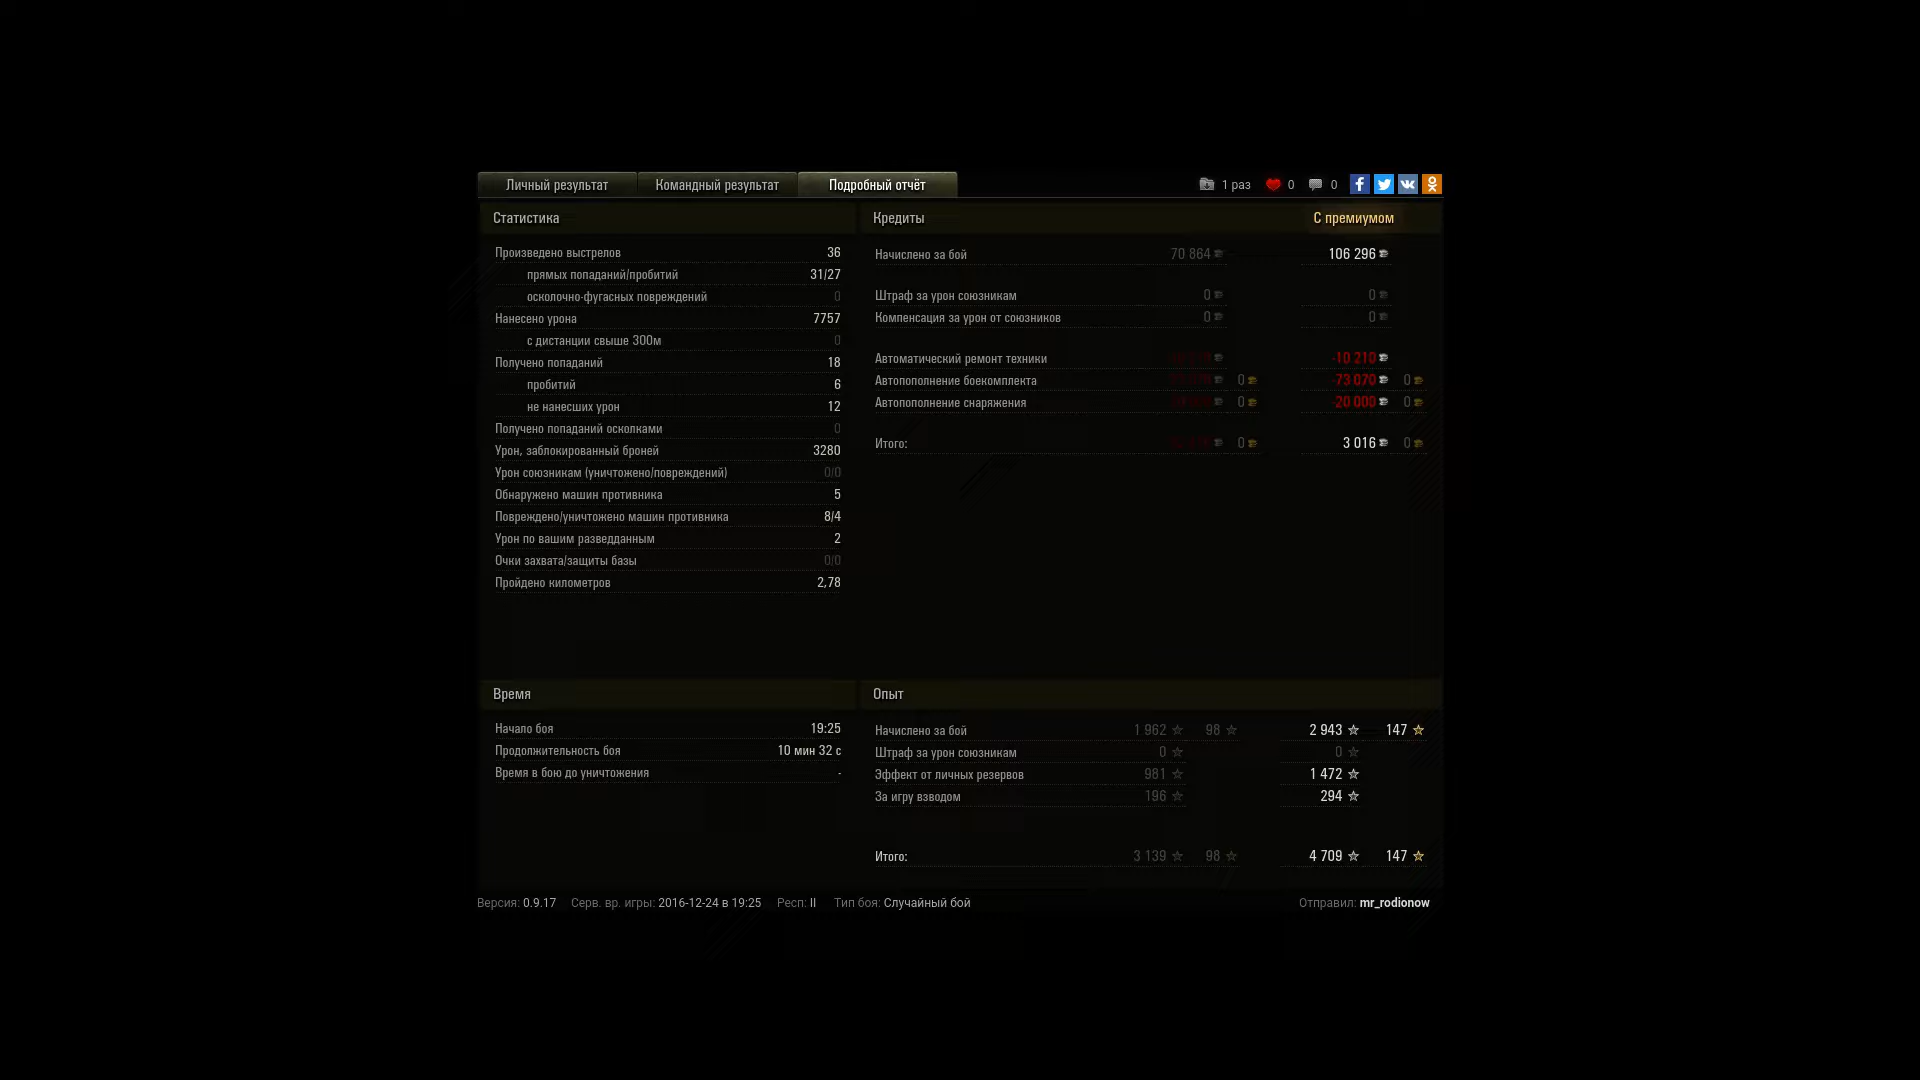 Личный результат Командный результат Подробный отчёт 1 раз 0 0
Статистика
Произведено выстрелов 36
прямых попаданий/пробитий 31/27
осколочно-фугасных повреждений 0
Нанесено урона 7757
с дистанции свыше 300м 0
Получено попаданий 18
пробитий 6
не нанесших урон 12
Получено попаданий осколками 0
Урон, заблокированный броней 3280
Урон союзникам (уничтожено/повреждений) 0/0
Обнаружено машин противника 5
Повреждено/уничтожено машин противника 8/4
Урон по вашим разведданным 2
Очки захвата/защиты базы 0/0
Пройдено километров 2,78
Кредиты С премиумом
Начислено за бой 70 864 106 296
Штраф за урон союзникам 0 0
Компенсация за урон от союзников 0 0
Автоматический ремонт техники -10 210
Автопополнение боекомплекта 0 -73 070 0
Автопополнение снаряжения 0 -20 000 0
Итого: 0 3 016 0
Время
Начало боя 19:25
Продолжительность боя 10 мин 32 с
Время в бою до уничтожения -
Опыт
Начислено за бой 1 962 98 2 943 147
Штраф за урон союзникам 0 0
Эффект от личных резервов 981 1 472
За игру взводом 196 294
Итого: 3 139 98 4 709 147
Версия: 0.9.17 Серв. вр. игры: 2016-12-24 в 19:25 Респ: II Тип боя: Случайный бой Отправил: mr_rodionow